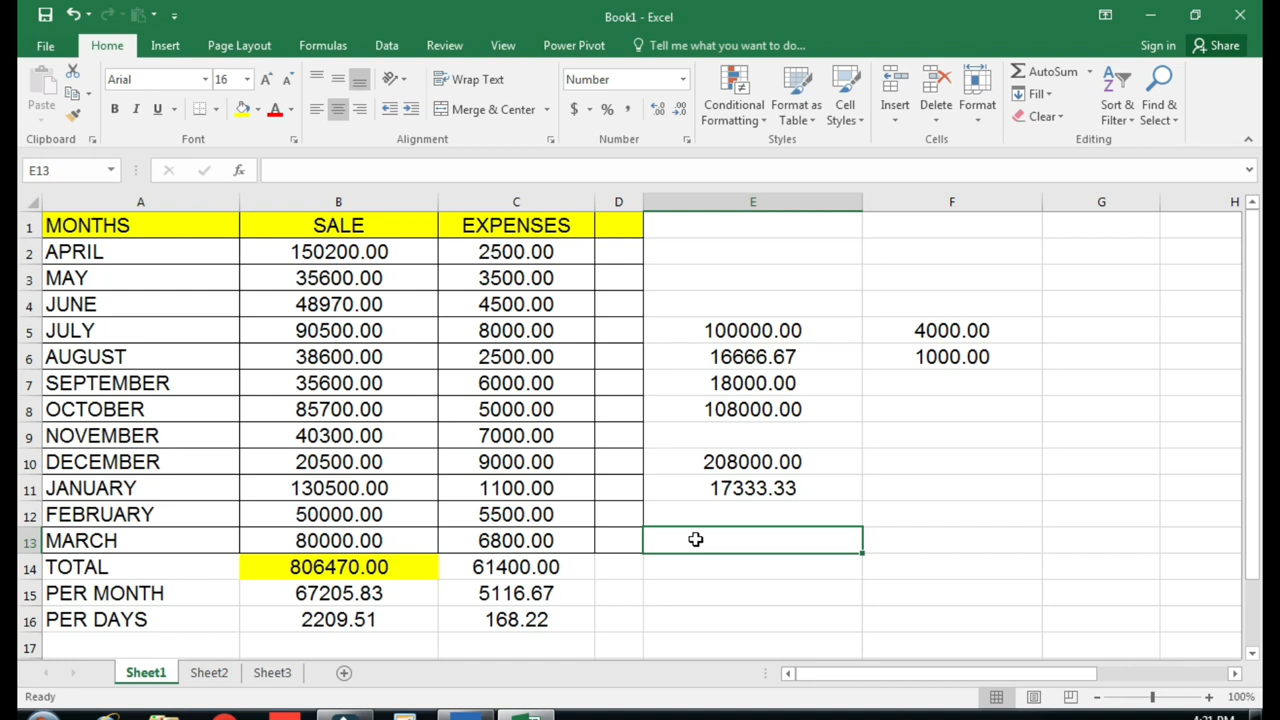 Book1 - Excel
File Home Insert Page Layout Formulas Data Review View Power Pivot Tell me what you want to do... Sign in Share
Paste
Clipboard
Arial 16
B I U
Font
Wrap Text
Merge & Center
Alignment
Number
$ % ,
Number
Conditional Formatting
Format as Table
Cell Styles
Styles
Insert Delete Format
Cells
AutoSum
Fill
Clear
Sort & Filter
Find & Select
Editing
E13 fx
A B C D E F G H
1 MONTHS SALE EXPENSES
2 APRIL 150200.00 2500.00
3 MAY 35600.00 3500.00
4 JUNE 48970.00 4500.00
5 JULY 90500.00 8000.00 100000.00 4000.00
6 AUGUST 38600.00 2500.00 16666.67 1000.00
7 SEPTEMBER 35600.00 6000.00 18000.00
8 OCTOBER 85700.00 5000.00 108000.00
9 NOVEMBER 40300.00 7000.00
10 DECEMBER 20500.00 9000.00 208000.00
11 JANUARY 130500.00 1100.00 17333.33
12 FEBRUARY 50000.00 5500.00
13 MARCH 80000.00 6800.00
14 TOTAL 806470.00 61400.00
15 PER MONTH 67205.83 5116.67
16 PER DAYS 2209.51 168.22
17
Sheet1 Sheet2 Sheet3
Ready 100%
4:21 PM